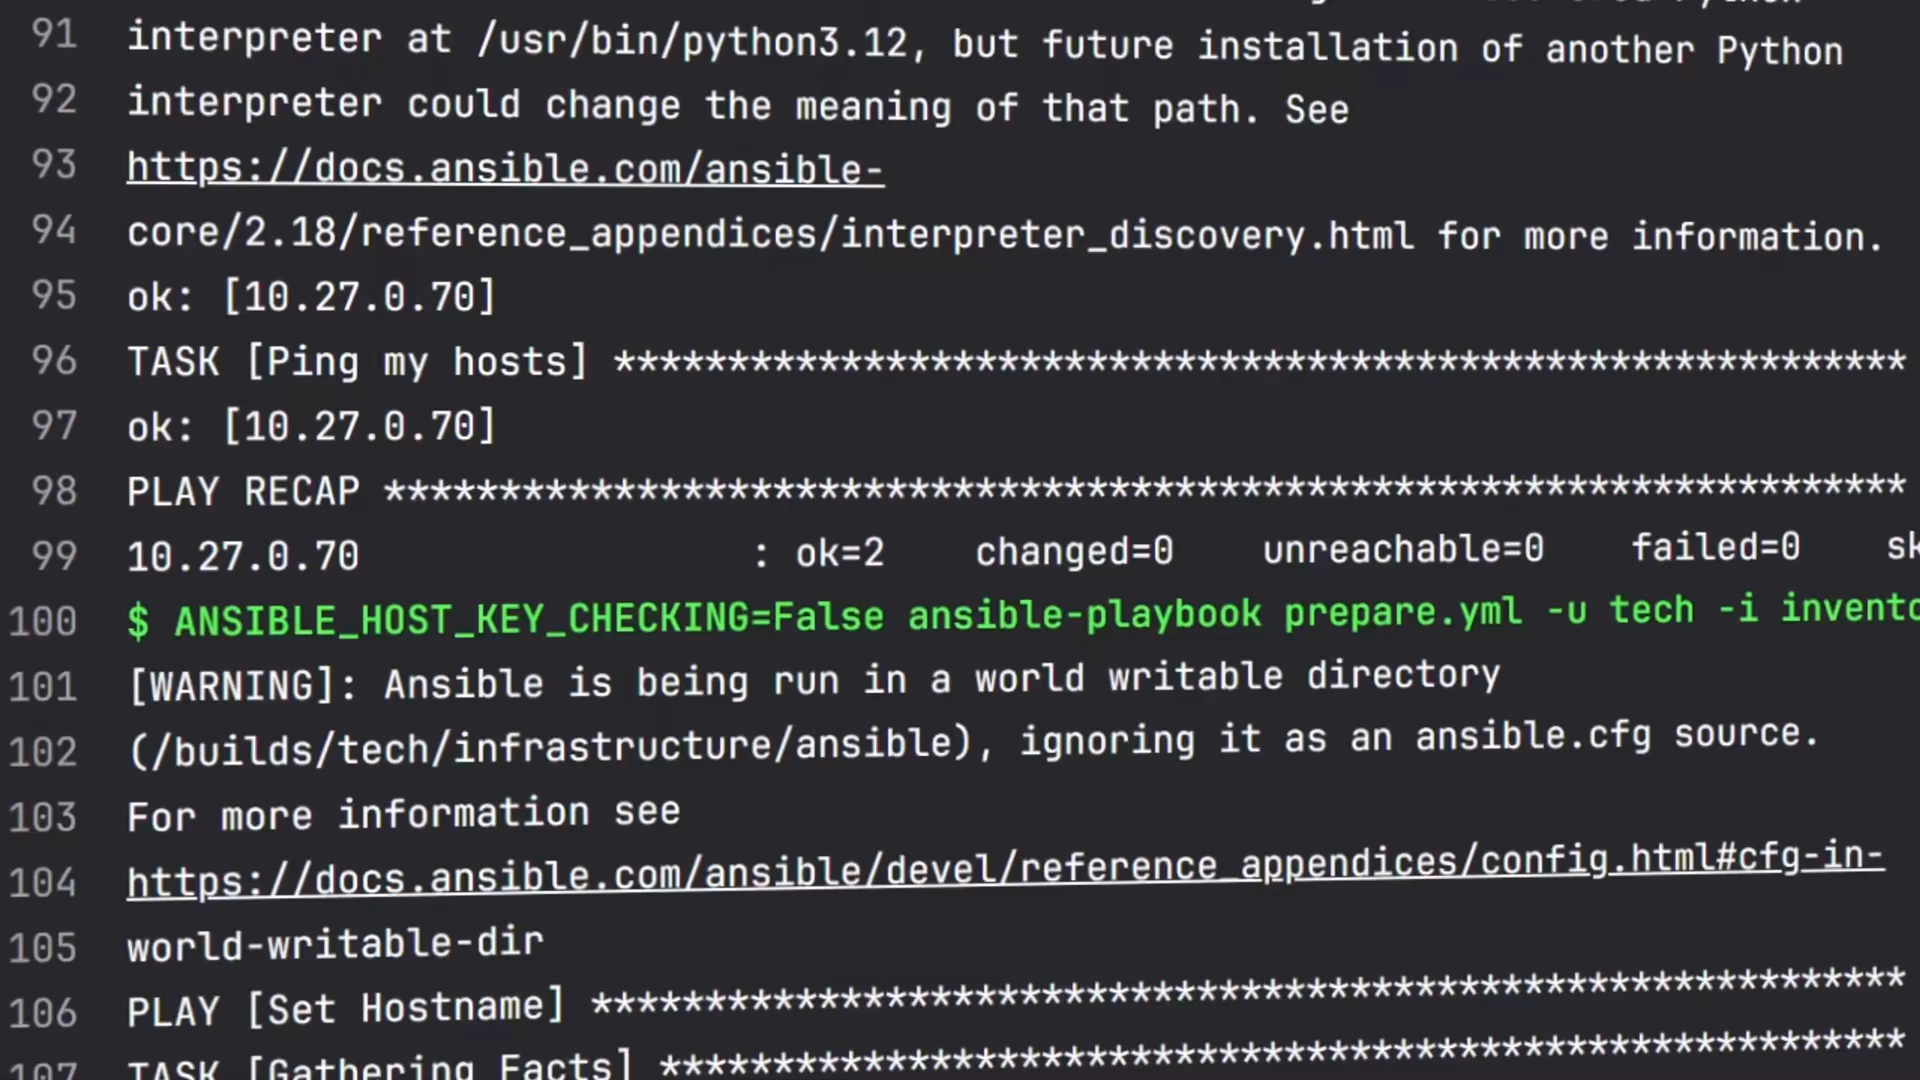 91 interpreter at /usr/bin/python3.12, but future installation of another Python
92 interpreter could change the meaning of that path. See
93 https://docs.ansible.com/ansible-
94 core/2.18/reference_appendices/interpreter_discovery.html for more information.
95 ok: [10.27.0.70]
96 TASK [Ping my hosts] *********************************************************
97 ok: [10.27.0.70]
98 PLAY RECAP *******************************************************************
99 10.27.0.70                 : ok=2    changed=0    unreachable=0    failed=0    sk
100 $ ANSIBLE_HOST_KEY_CHECKING=False ansible-playbook prepare.yml -u tech -i invento
101 [WARNING]: Ansible is being run in a world writable directory
102 (/builds/tech/infrastructure/ansible), ignoring it as an ansible.cfg source.
103 For more information see
104 https://docs.ansible.com/ansible/devel/reference_appendices/config.html#cfg-in-
105 world-writable-dir
106 PLAY [Set Hostname] **********************************************************
107 TASK [Gathering Facts] *******************************************************